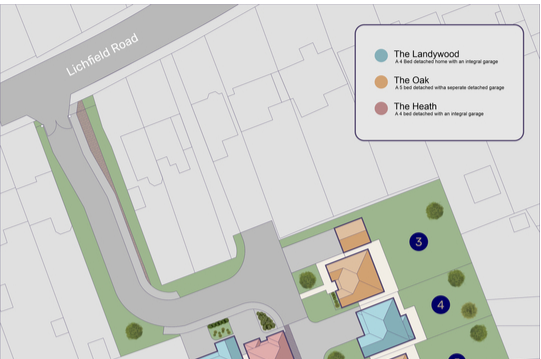 Lichfield Road
The Landywood
A 4 Bed detached home with an integral garage
The Oak
A 5 bed detached witha seperate detached garage
The Heath
A 4 bed detached with an integral garage
3
4